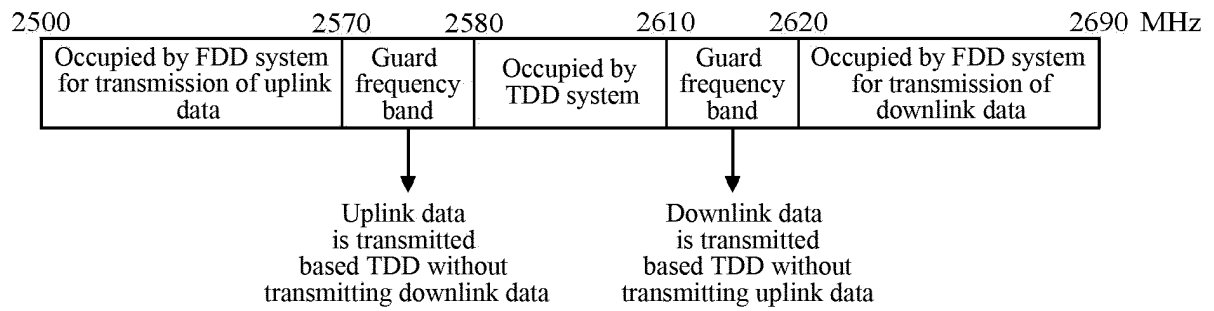 2500 2570 2580 2610 2620 2690 MHz
Occupied by FDD system
for transmission of uplink
data
Guard
frequency
band
Occupied by
TDD system
Guard
frequency
band
Occupied by FDD system
for transmission of
downlink data
Uplink data
is transmitted
based TDD without
transmitting downlink data
Downlink data
is transmitted
based TDD without
transmitting uplink data